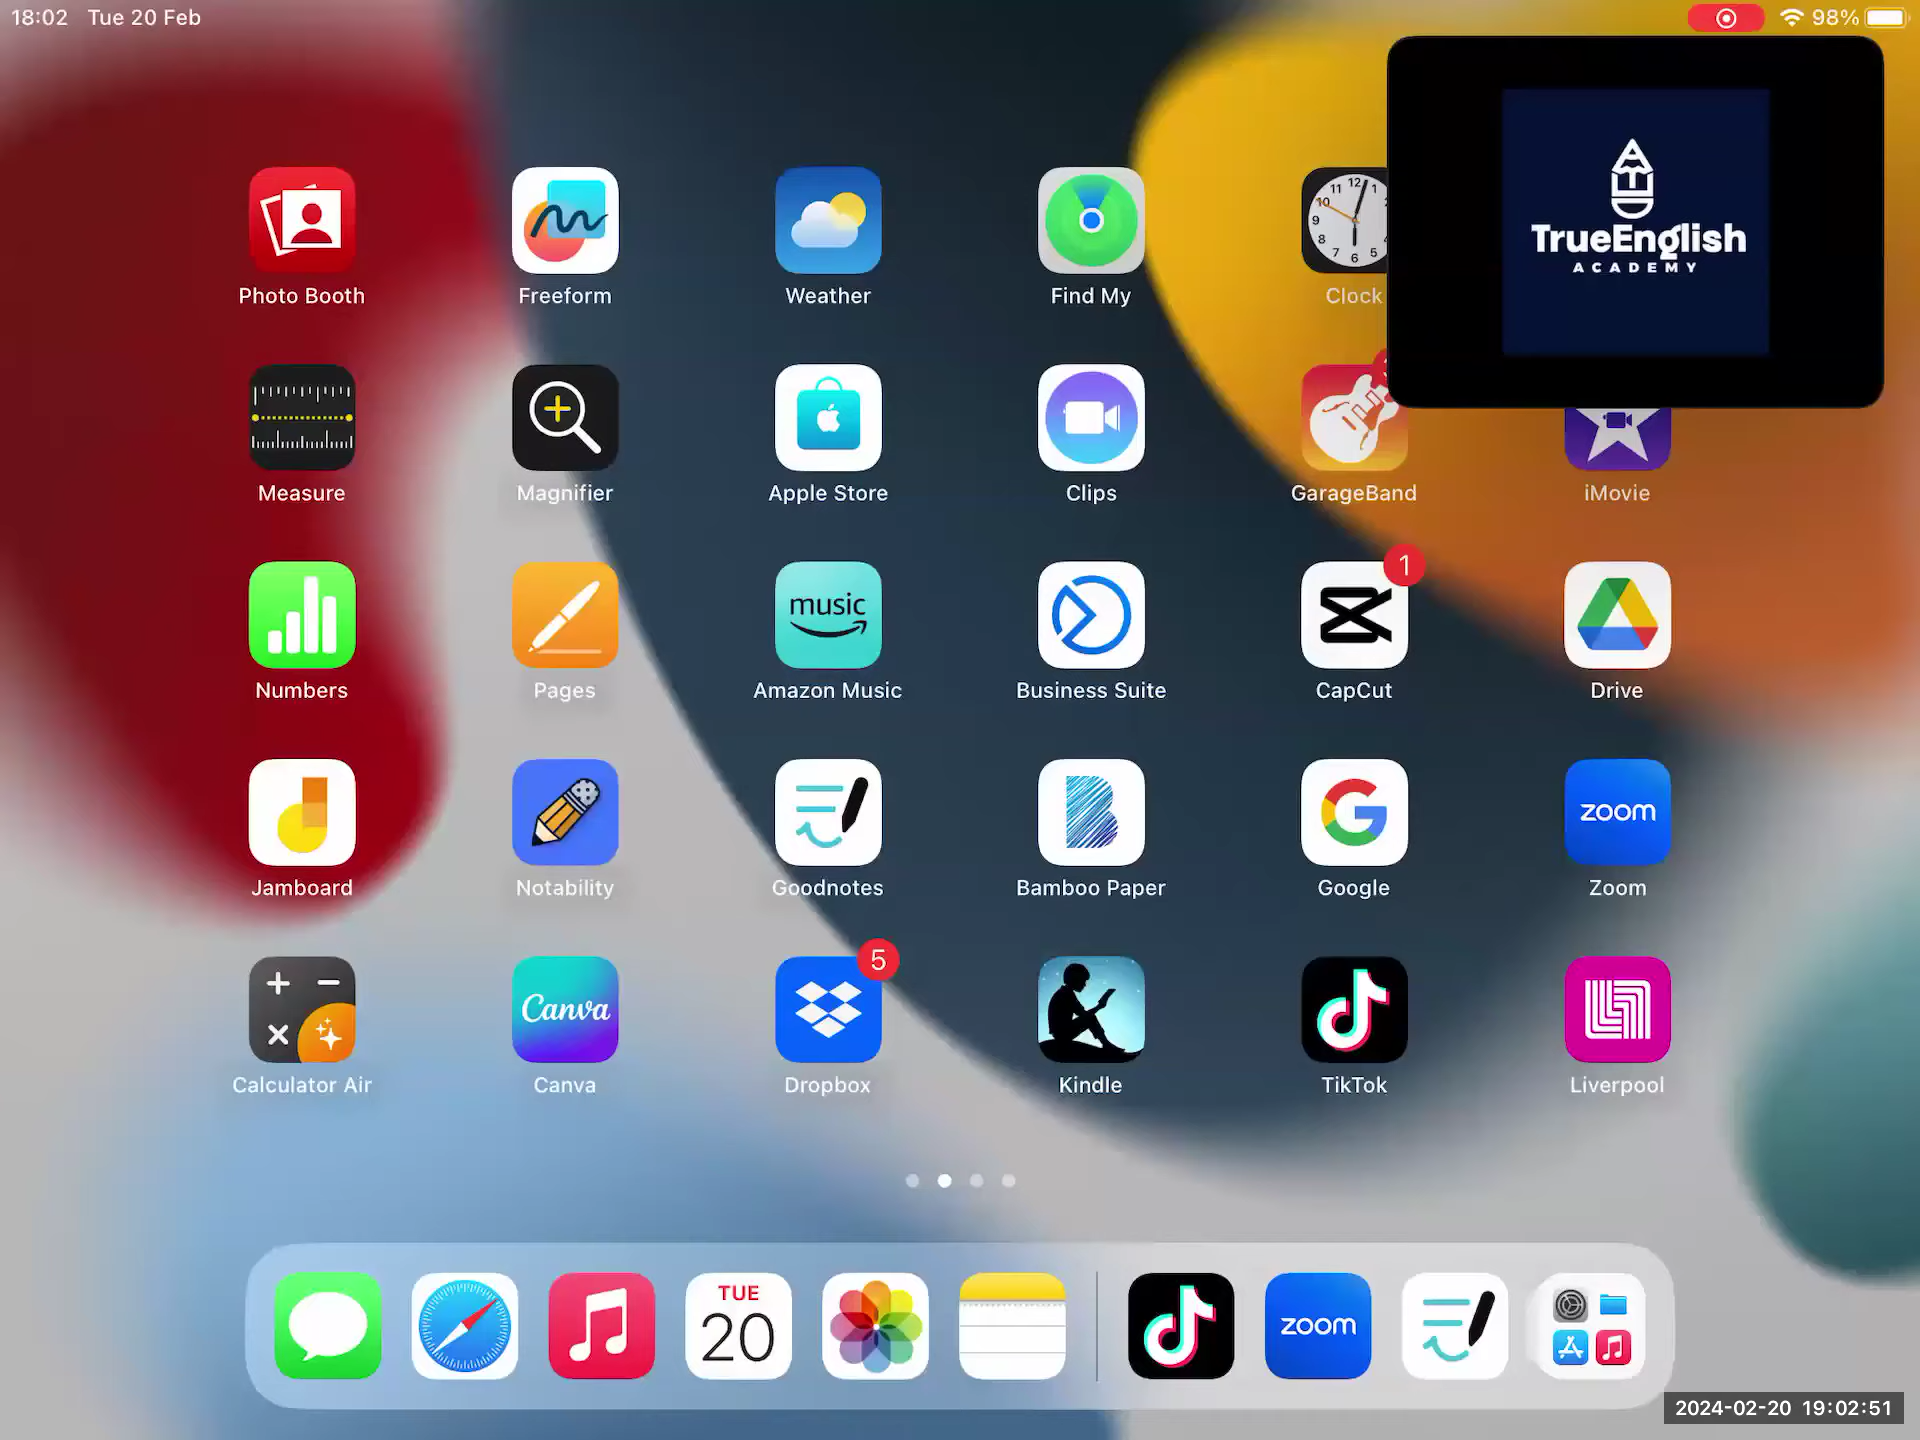 18:02 Tue 20 Feb
98%
TrueEnglish
ACADEMY
Photo Booth
Freeform
Weather
Find My
Clock
Measure
Magnifier
Apple Store
Clips
GarageBand
iMovie
music
1
Numbers
Pages
Amazon Music
Business Suite
CapCut
Drive
zoom
Jamboard
Notability
Goodnotes
Bamboo Paper
Google
Zoom
5
Canva
Calculator Air
Canva
Dropbox
Kindle
TikTok
Liverpool
TUE
20
zoom
2024-02-20 19:02:51